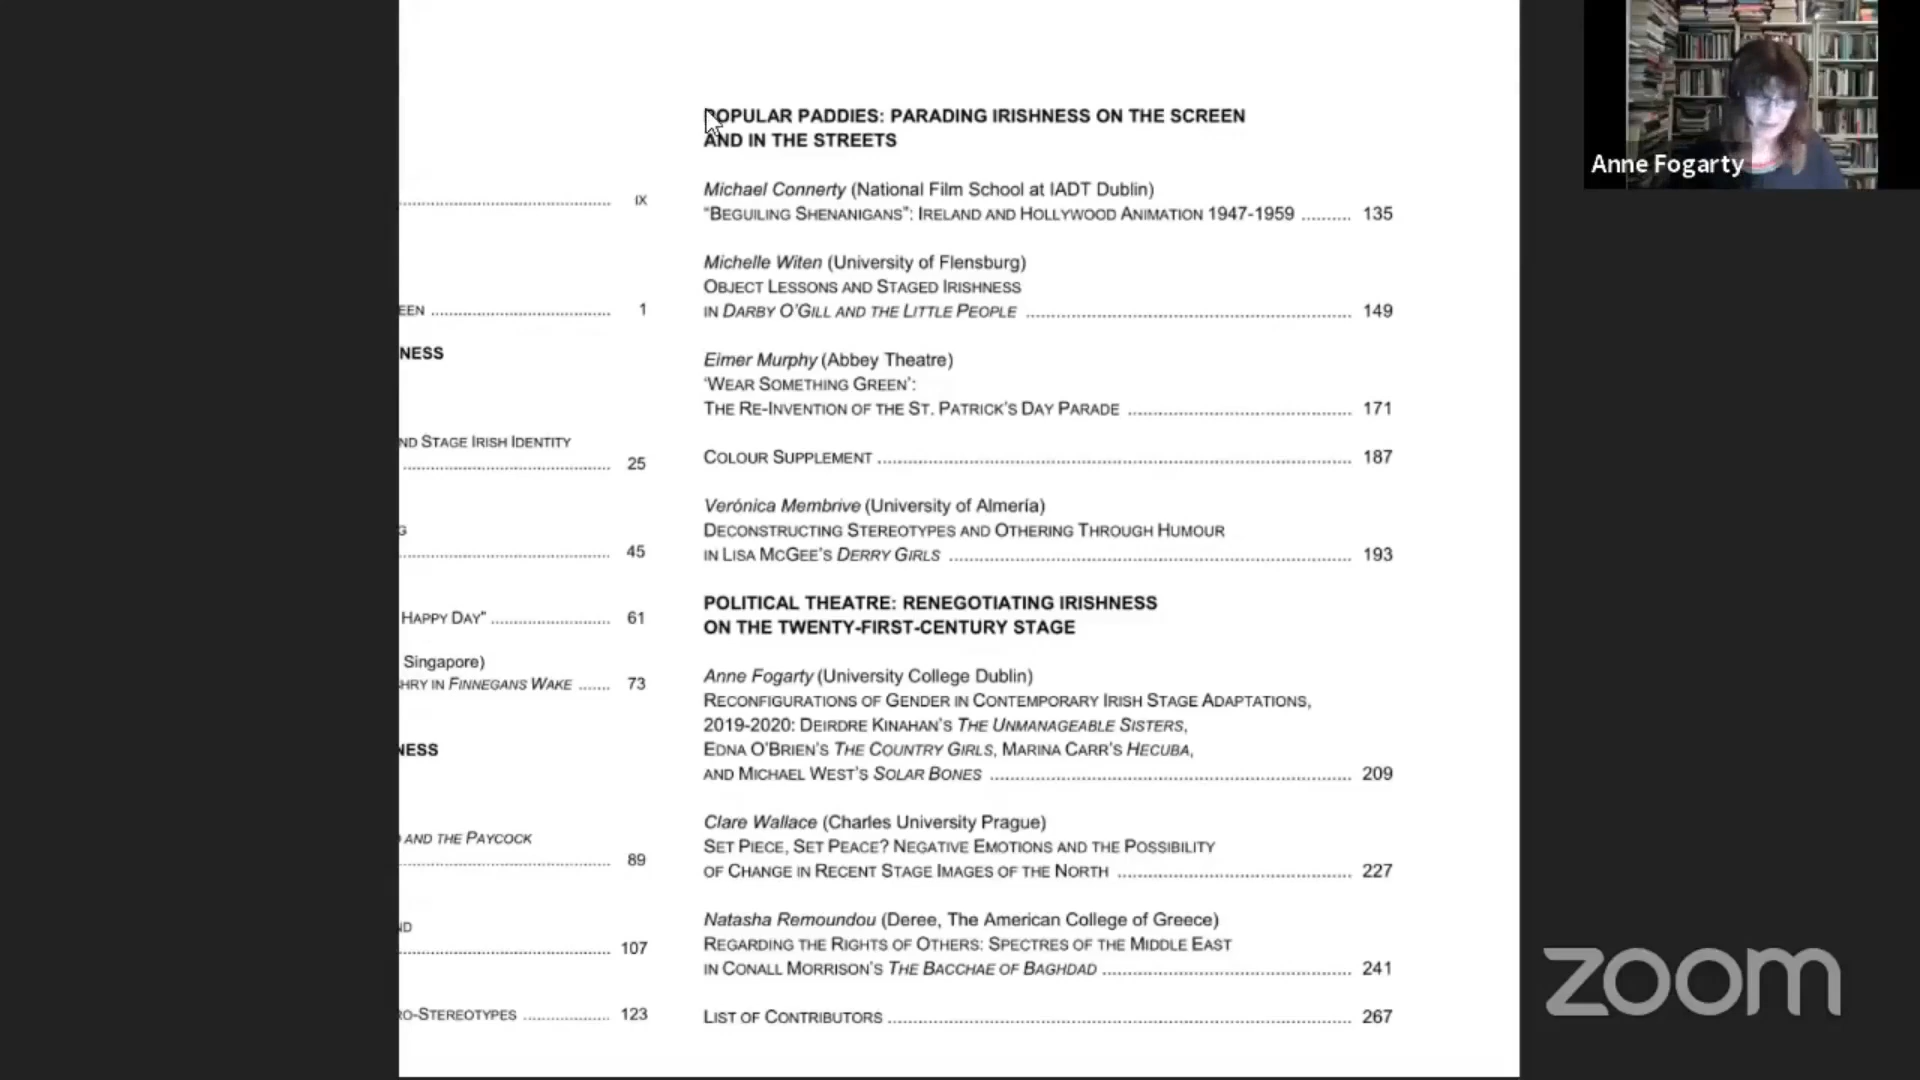 IX
EEN 1
NESS
ND STAGE IRISH IDENTITY
25
G
45
HAPPY DAY” 61
Singapore)
HRY IN FINNEGANS WAKE 73
NESS
AND THE PAYCOCK
89
ND
107
RO-STEREOTYPES 123
POPULAR PADDIES: PARADING IRISHNESS ON THE SCREEN
AND IN THE STREETS
Michael Connerty (National Film School at IADT Dublin)
“BEGUILING SHENANIGANS”: IRELAND AND HOLLYWOOD ANIMATION 1947-1959 .......... 135
Michelle Witen (University of Flensburg)
OBJECT LESSONS AND STAGED IRISHNESS
IN DARBY O’GILL AND THE LITTLE PEOPLE 149
Eimer Murphy (Abbey Theatre)
‘WEAR SOMETHING GREEN’:
THE RE-INVENTION OF THE ST. PATRICK’S DAY PARADE 171
COLOUR SUPPLEMENT 187
Verónica Membrive (University of Almería)
DECONSTRUCTING STEREOTYPES AND OTHERING THROUGH HUMOUR
IN LISA MCGEE’S DERRY GIRLS 193
POLITICAL THEATRE: RENEGOTIATING IRISHNESS
ON THE TWENTY-FIRST-CENTURY STAGE
Anne Fogarty (University College Dublin)
RECONFIGURATIONS OF GENDER IN CONTEMPORARY IRISH STAGE ADAPTATIONS,
2019-2020: DEIRDRE KINAHAN’S THE UNMANAGEABLE SISTERS,
EDNA O’BRIEN’S THE COUNTRY GIRLS, MARINA CARR’S HECUBA,
AND MICHAEL WEST’S SOLAR BONES 209
Clare Wallace (Charles University Prague)
SET PIECE, SET PEACE? NEGATIVE EMOTIONS AND THE POSSIBILITY
OF CHANGE IN RECENT STAGE IMAGES OF THE NORTH 227
Natasha Remoundou (Deree, The American College of Greece)
REGARDING THE RIGHTS OF OTHERS: SPECTRES OF THE MIDDLE EAST
IN CONALL MORRISON’S THE BACCHAE OF BAGHDAD 241
LIST OF CONTRIBUTORS 267
Anne Fogarty
zoom